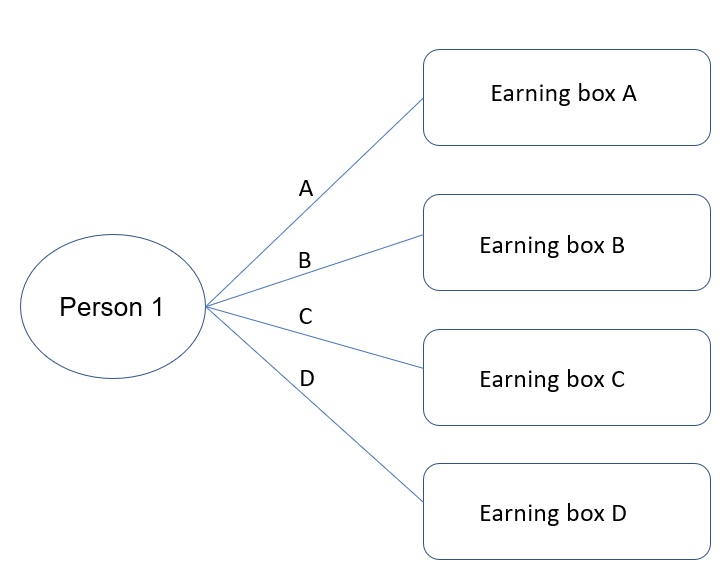 Earning box A
A
Earning box B
B
Person 1
C
Earning box C
D
Earning box D